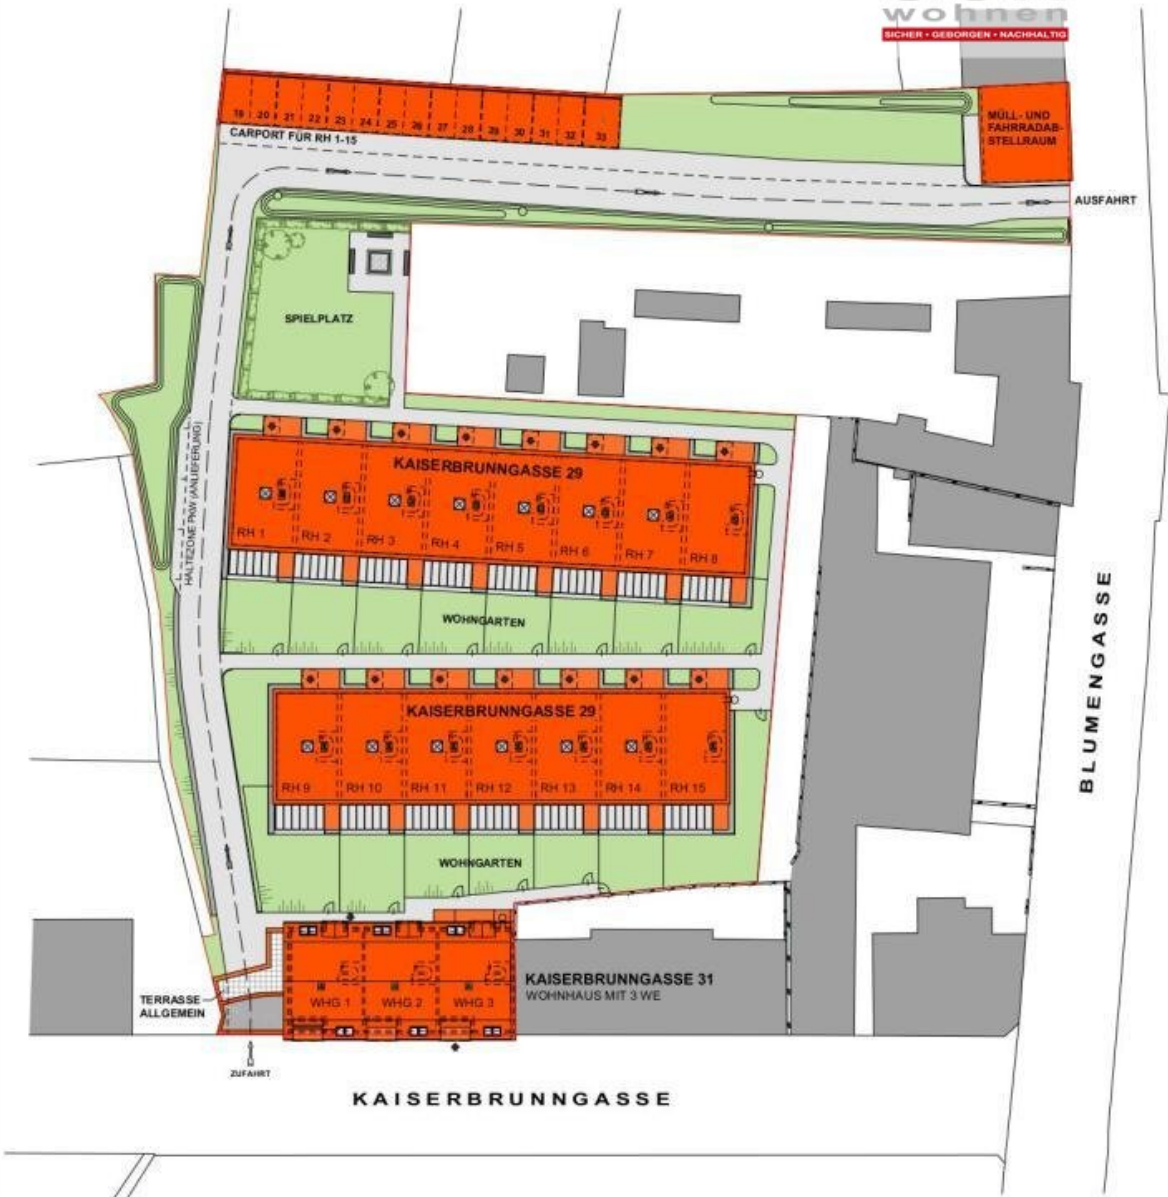 wohnen
SICHER • GEBORGEN • NACHHALTIG
19 20 21 22 23 24 25 26 27 28 29 30 31 32 33
CARPORT FÜR RH 1-15
MÜLL- UND
FAHRRADAB-
STELLRAUM
AUSFAHRT
SPIELPLATZ
HALTEZONE PKW (ANLIEFERUNG)
KAISERBRUNNGASSE 29
RH 1 RH 2 RH 3 RH 4 RH 5 RH 6 RH 7 RH 8
WOHNGARTEN
KAISERBRUNNGASSE 29
RH 9 RH 10 RH 11 RH 12 RH 13 RH 14 RH 15
WOHNGARTEN
BLUMENGASSE
TERRASSE
ALLGEMEIN
WHG 1 WHG 2 WHG 3
KAISERBRUNNGASSE 31
WOHNHAUS MIT 3 WE
ZUFAHRT
KAISERBRUNNGASSE